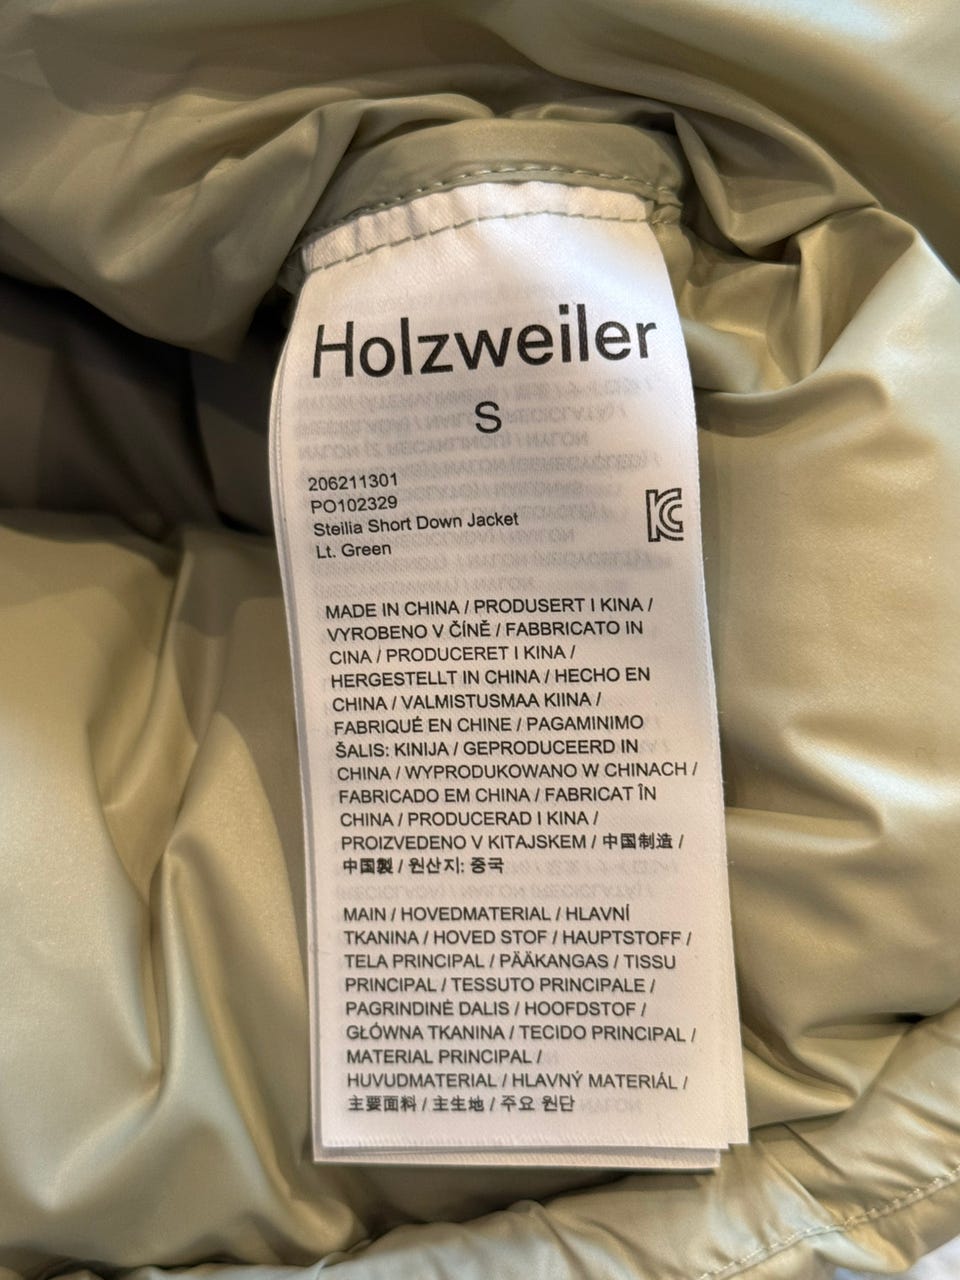 Holzweiler
S
206211301
PO102329
Steilia Short Down Jacket
Lt. Green
KC
MADE IN CHINA / PRODUSERT I KINA /
VYROBENO V ČÍNĚ / FABBRICATO IN
CINA / PRODUCERET I KINA /
HERGESTELLT IN CHINA / HECHO EN
CHINA / VALMISTUSMAA KIINA /
FABRIQUÉ EN CHINE / PAGAMINIMO
ŠALIS: KINIJA / GEPRODUCEERD IN
CHINA / WYPRODUKOWANO W CHINACH /
FABRICADO EM CHINA / FABRICAT ÎN
CHINA / PRODUCERAD I KINA /
PROIZVEDENO V KITAJSKEM / 中国制造 /
中国製 / 원산지: 중국
MAIN / HOVEDMATERIAL / HLAVNÍ
TKANINA / HOVED STOF / HAUPTSTOFF /
TELA PRINCIPAL / PÄÄKANGAS / TISSU
PRINCIPAL / TESSUTO PRINCIPALE /
PAGRINDINĖ DALIS / HOOFDSTOF /
GŁÓWNA TKANINA / TECIDO PRINCIPAL /
MATERIAL PRINCIPAL /
HUVUDMATERIAL / HLAVNÝ MATERIÁL /
主要面料 / 主生地 / 주요 원단